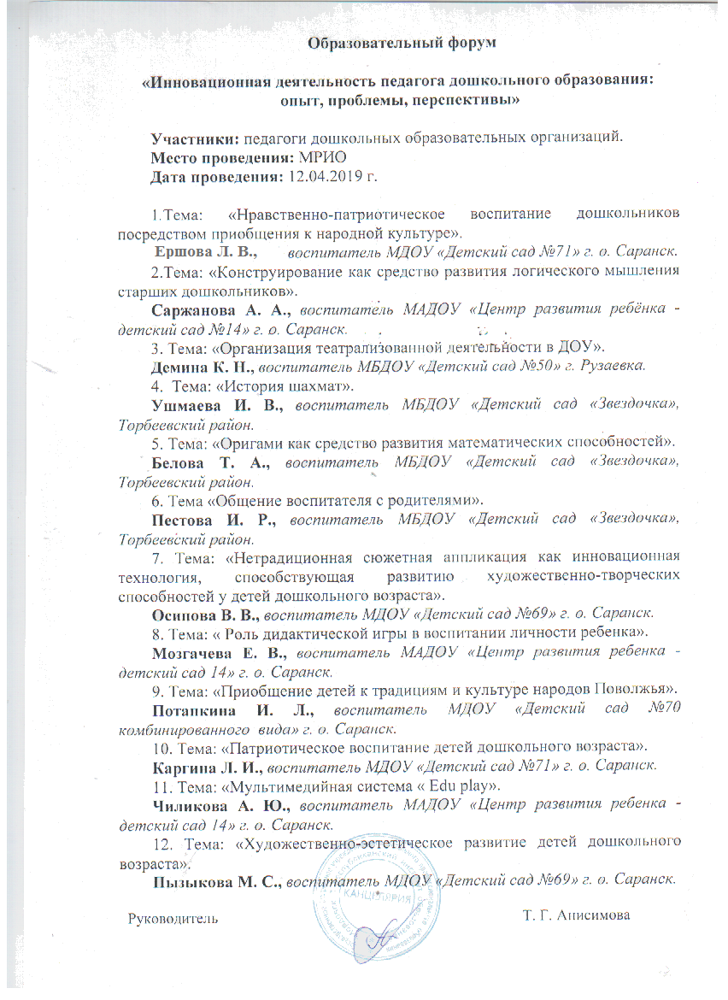 Образовательный форум
«Инновационная деятельность педагога дошкольного образования:
опыт, проблемы, перспективы»
Участники: педагоги дошкольных образовательных организаций.
Место проведения: МРИО
Дата проведения: 12.04.2019 г.
1.Тема: «Нравственно-патриотическое воспитание дошкольников
посредством приобщения к народной культуре».
Ершова Л. В., воспитатель МДОУ «Детский сад №71» г. о. Саранск.
2.Тема: «Конструирование как средство развития логического мышления
старших дошкольников».
Саржанова А. А., воспитатель МАДОУ «Центр развития ребёнка -
детский сад №14» г. о. Саранск.
3. Тема: «Организация театрализованной деятельности в ДОУ».
Демина К. Н., воспитатель МБДОУ «Детский сад №50» г. Рузаевка.
4. Тема: «История шахмат».
Ушмаева И. В., воспитатель МБДОУ «Детский сад «Звездочка»,
Торбеевский район.
5. Тема: «Оригами как средство развития математических способностей».
Белова Т. А., воспитатель МБДОУ «Детский сад «Звездочка»,
Торбеевский район.
6. Тема «Общение воспитателя с родителями».
Пестова И. Р., воспитатель МБДОУ «Детский сад «Звездочка»,
Торбеевский район.
7. Тема: «Нетрадиционная сюжетная аппликация как инновационная
технология, способствующая развитию художественно-творческих
способностей у детей дошкольного возраста».
Осипова В. В., воспитатель МДОУ «Детский сад №69» г. о. Саранск.
8. Тема: « Роль дидактической игры в воспитании личности ребенка».
Мозгачева Е. В., воспитатель МАДОУ «Центр развития ребенка -
детский сад 14» г. о. Саранск.
9. Тема: «Приобщение детей к традициям и культуре народов Поволжья».
Потапкина И. Л., воспитатель МДОУ «Детский сад №70
комбинированного вида» г. о. Саранск.
10. Тема: «Патриотическое воспитание детей дошкольного возраста».
Каргина Л. И., воспитатель МДОУ «Детский сад №71» г. о. Саранск.
11. Тема: «Мультимедийная система « Edu play».
Чиликова А. Ю., воспитатель МАДОУ «Центр развития ребенка -
детский сад 14» г. о. Саранск.
12. Тема: «Художественно-эстетическое развитие детей дошкольного
возраста».
Пызыкова М. С., воспитатель МДОУ «Детский сад №69» г. о. Саранск.
КАНЦЕЛЯРИЯ
Руководитель Т. Г. Анисимова